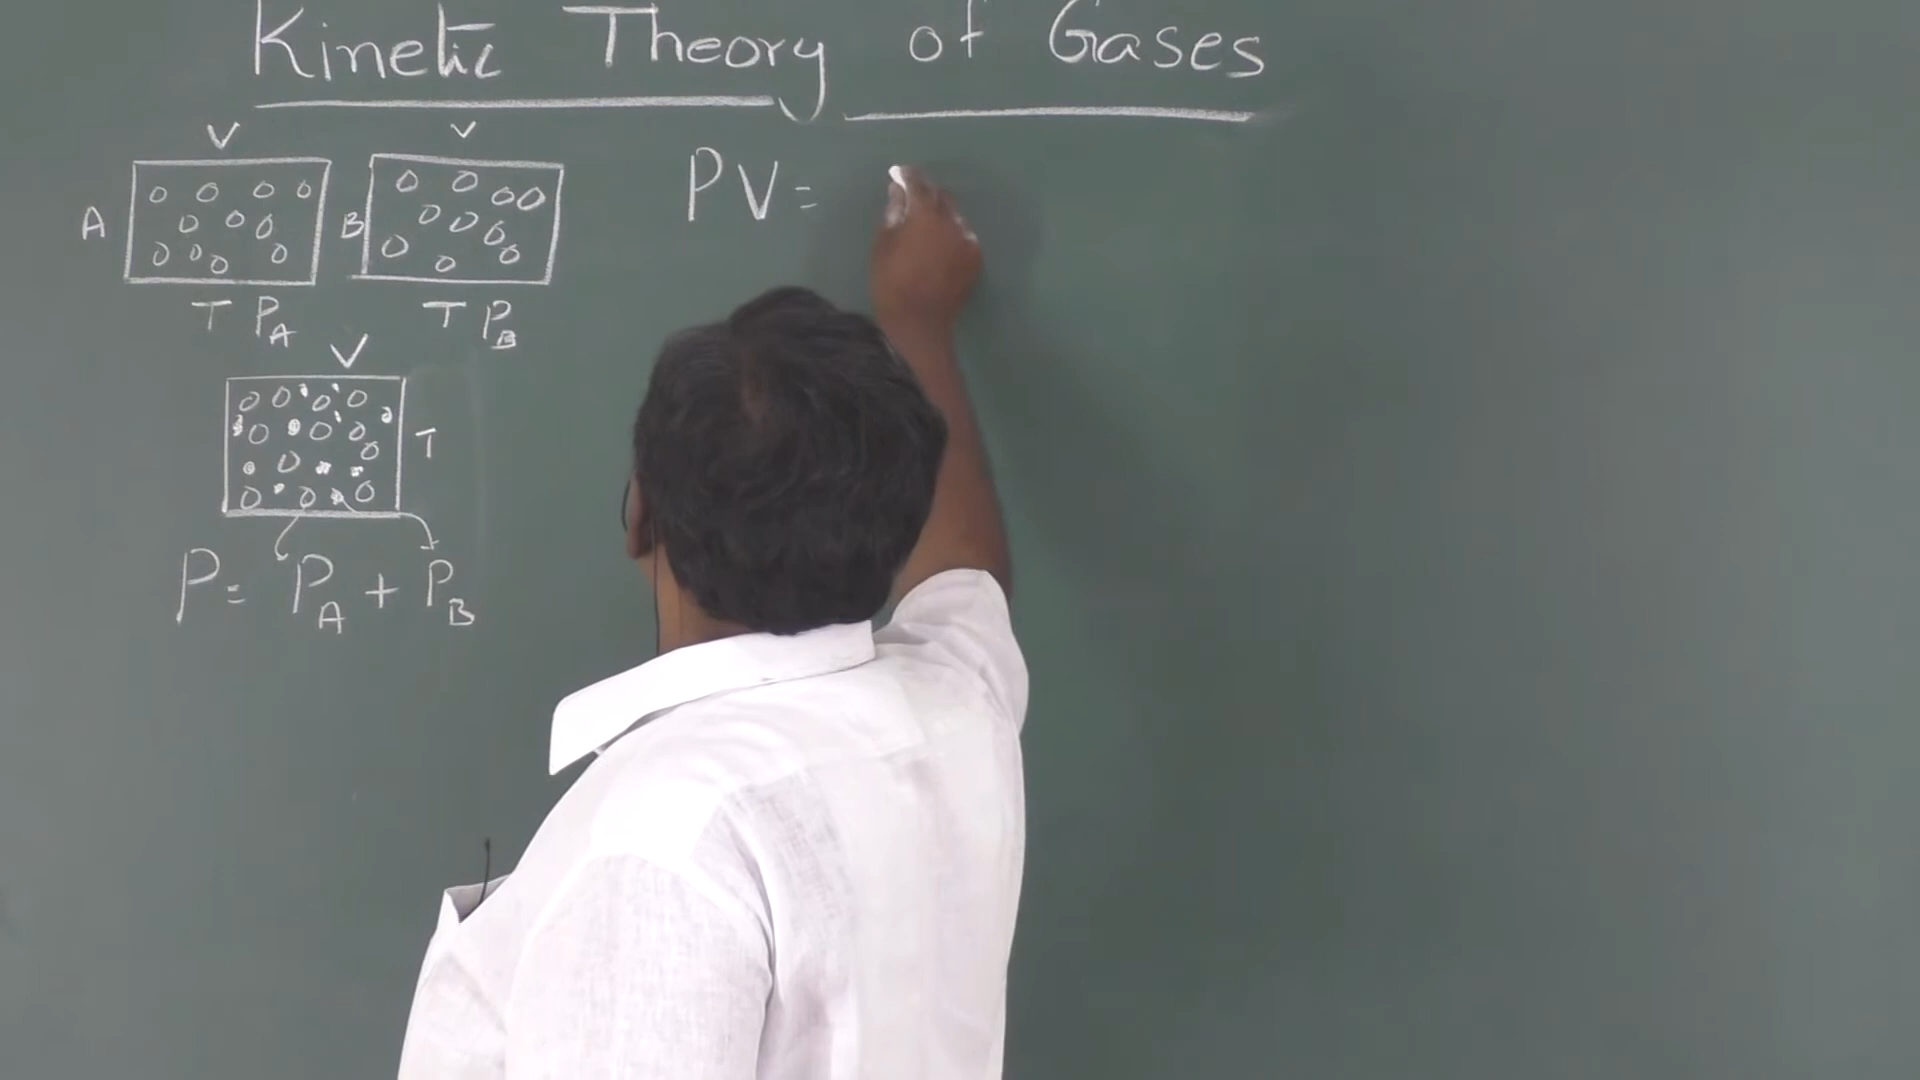 Kinetic Theory of Gases
V V
A B
T P_A T P_B
V
T
P = P_A + P_B
PV =